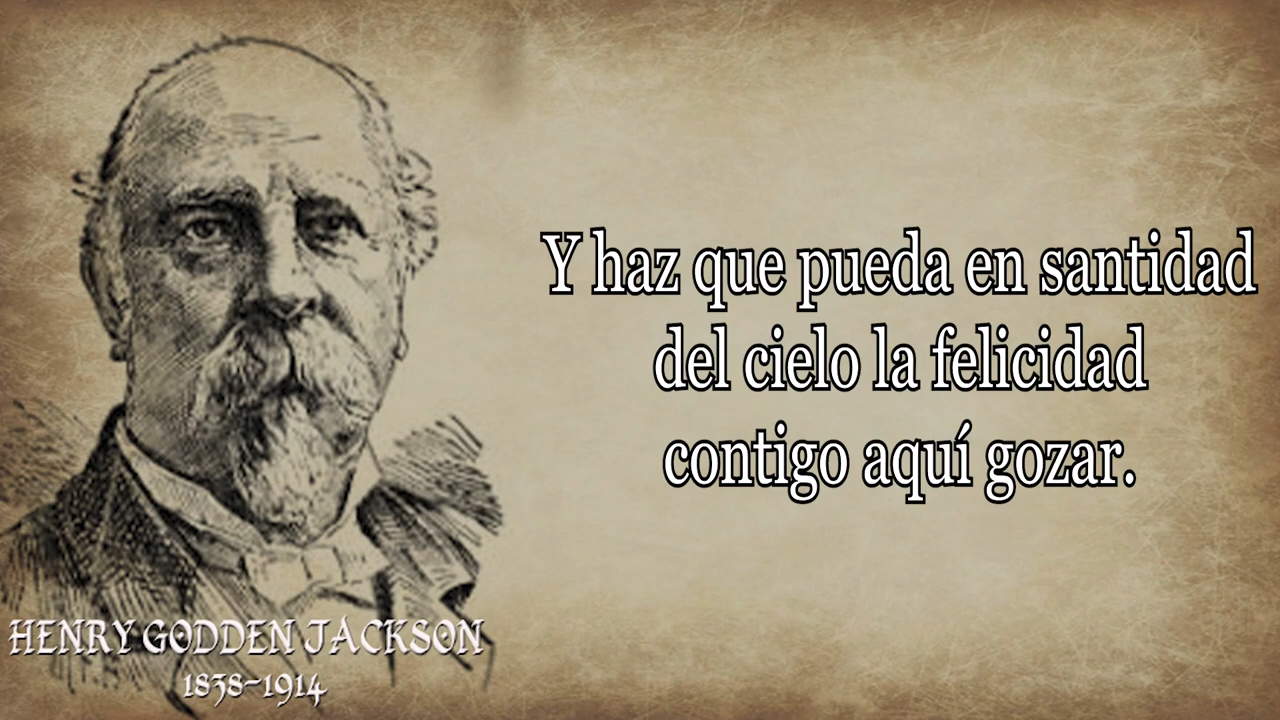 Y haz que pueda en santidad
del cielo la felicidad
contigo aquí gozar.
HENRY GODDEN JACKSON
1838-1914